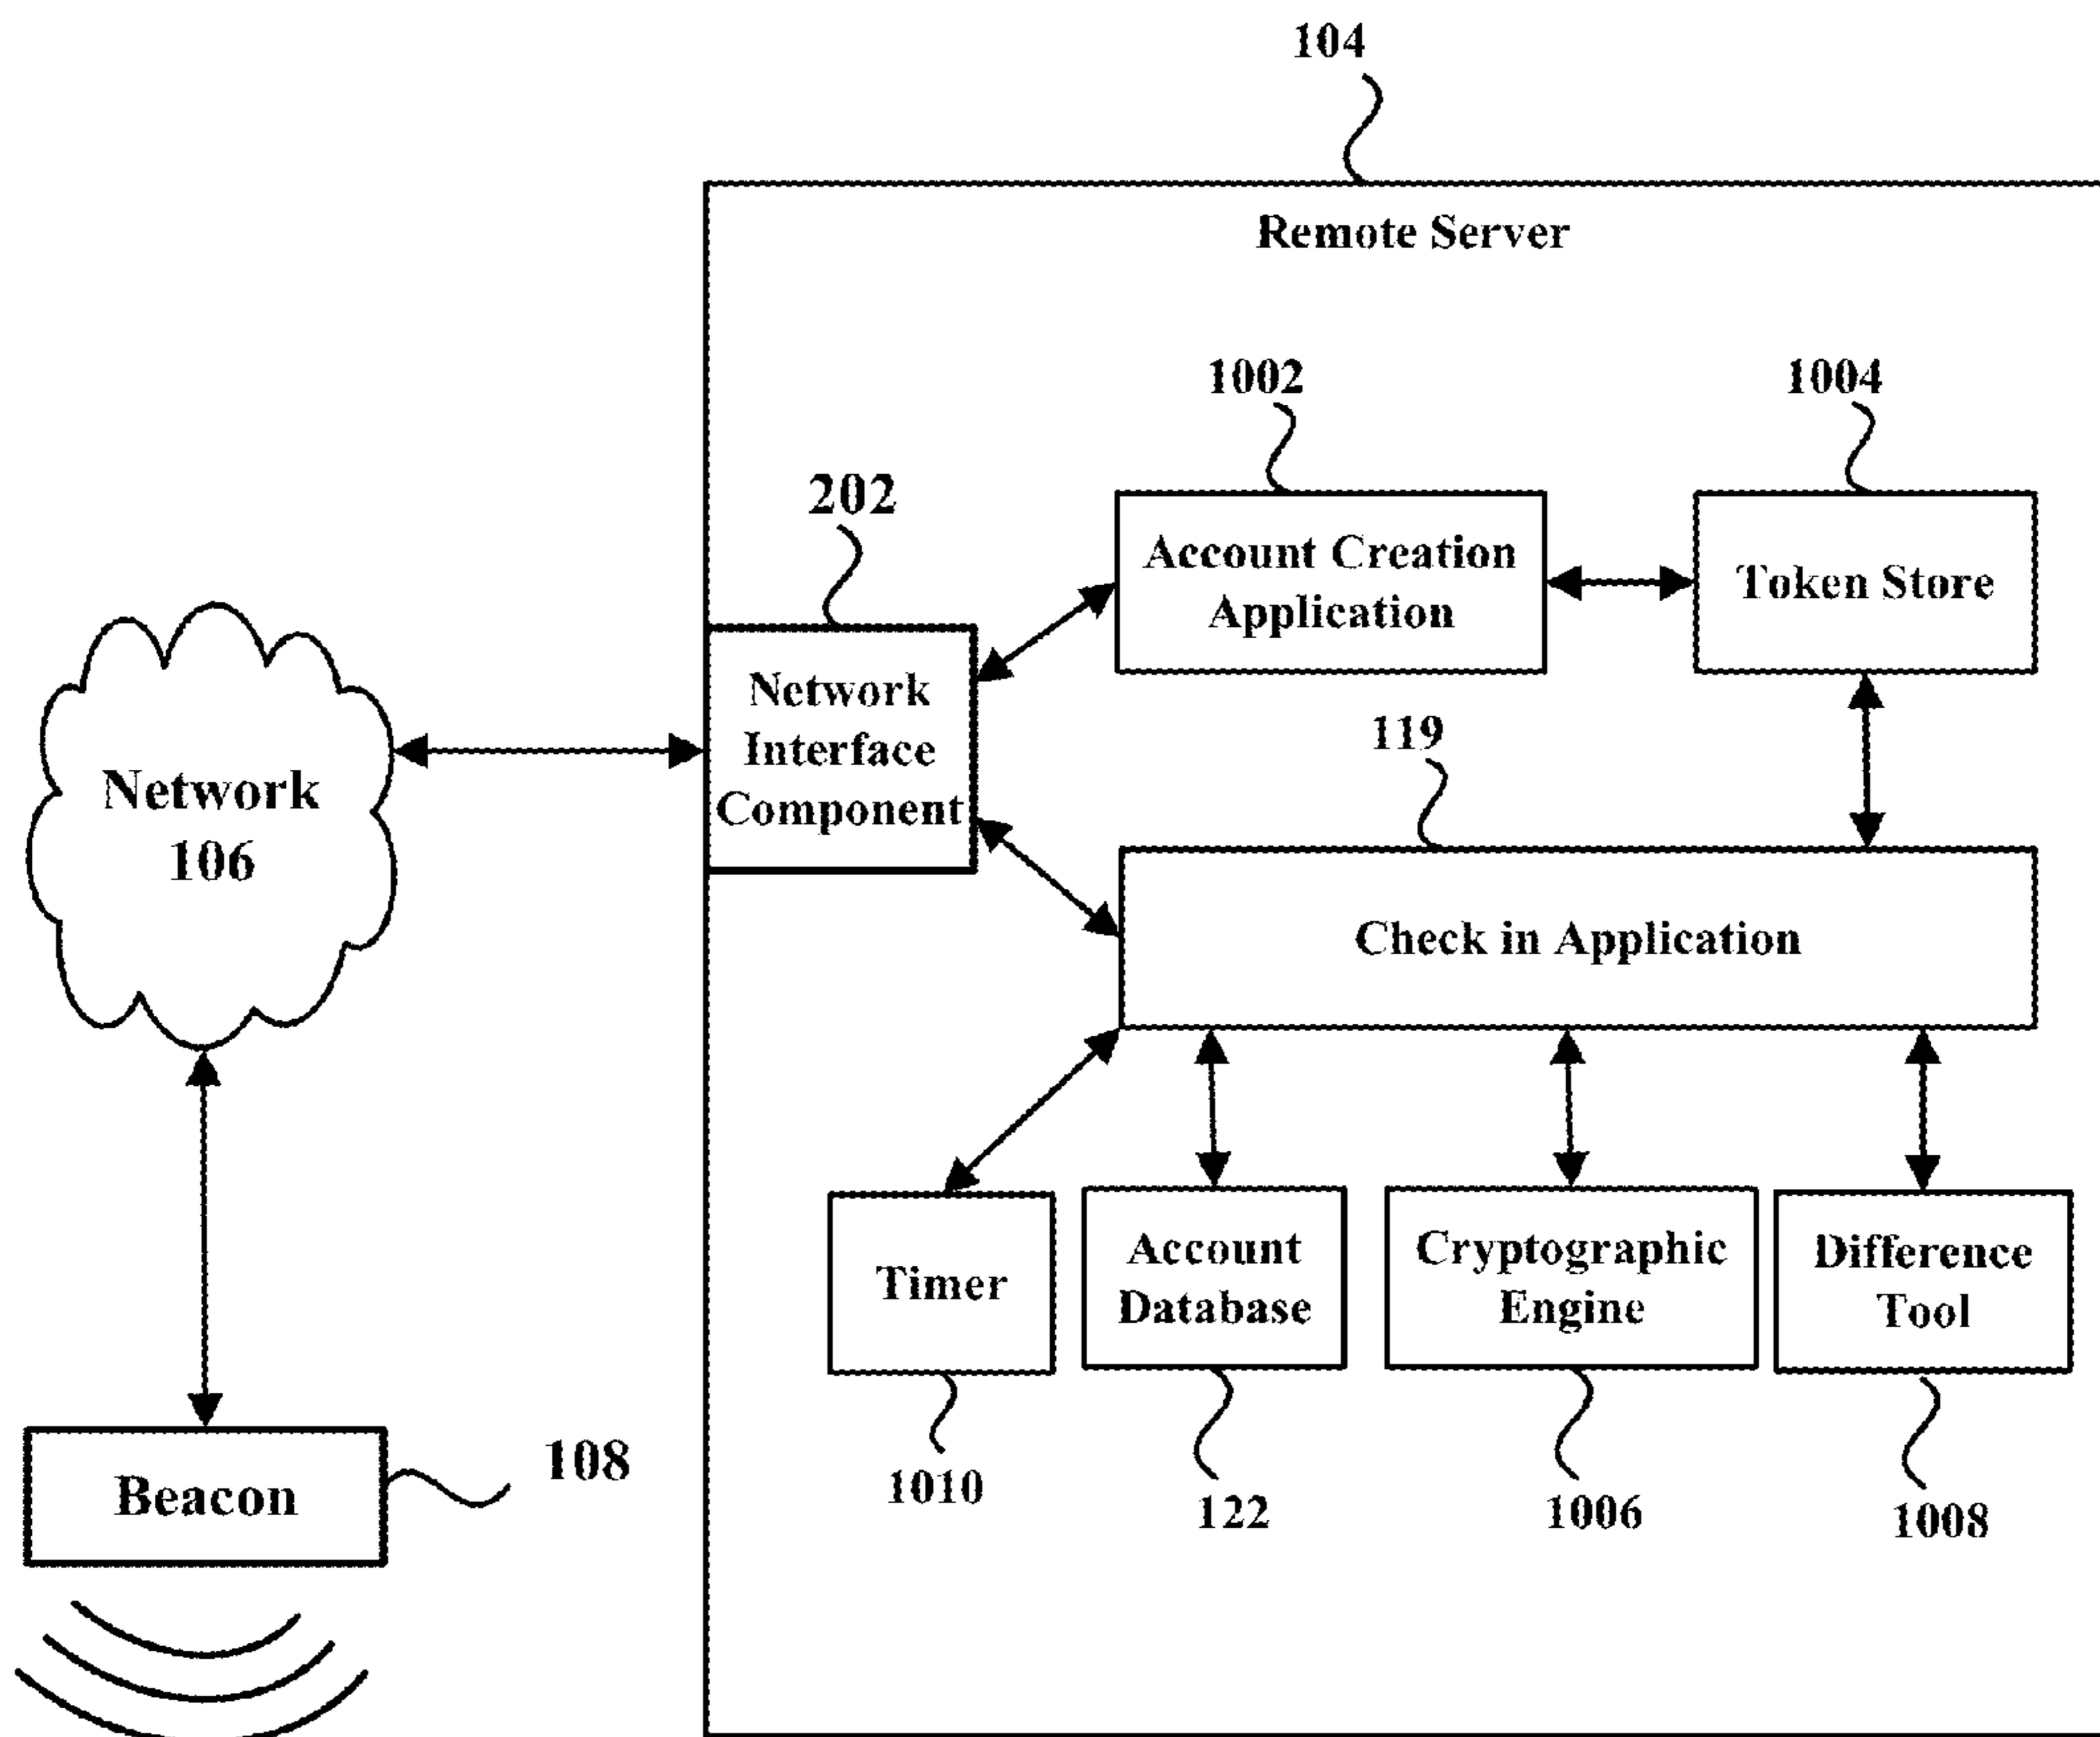 104
Remote Server
1002
1004
202
Account Creation
Application
Token Store
Network
Interface
Component
119
Network
106
Check in Application
Timer
Account
Database
Cryptographic
Engine
Difference
Tool
Beacon
108
1010
122
1006
1008